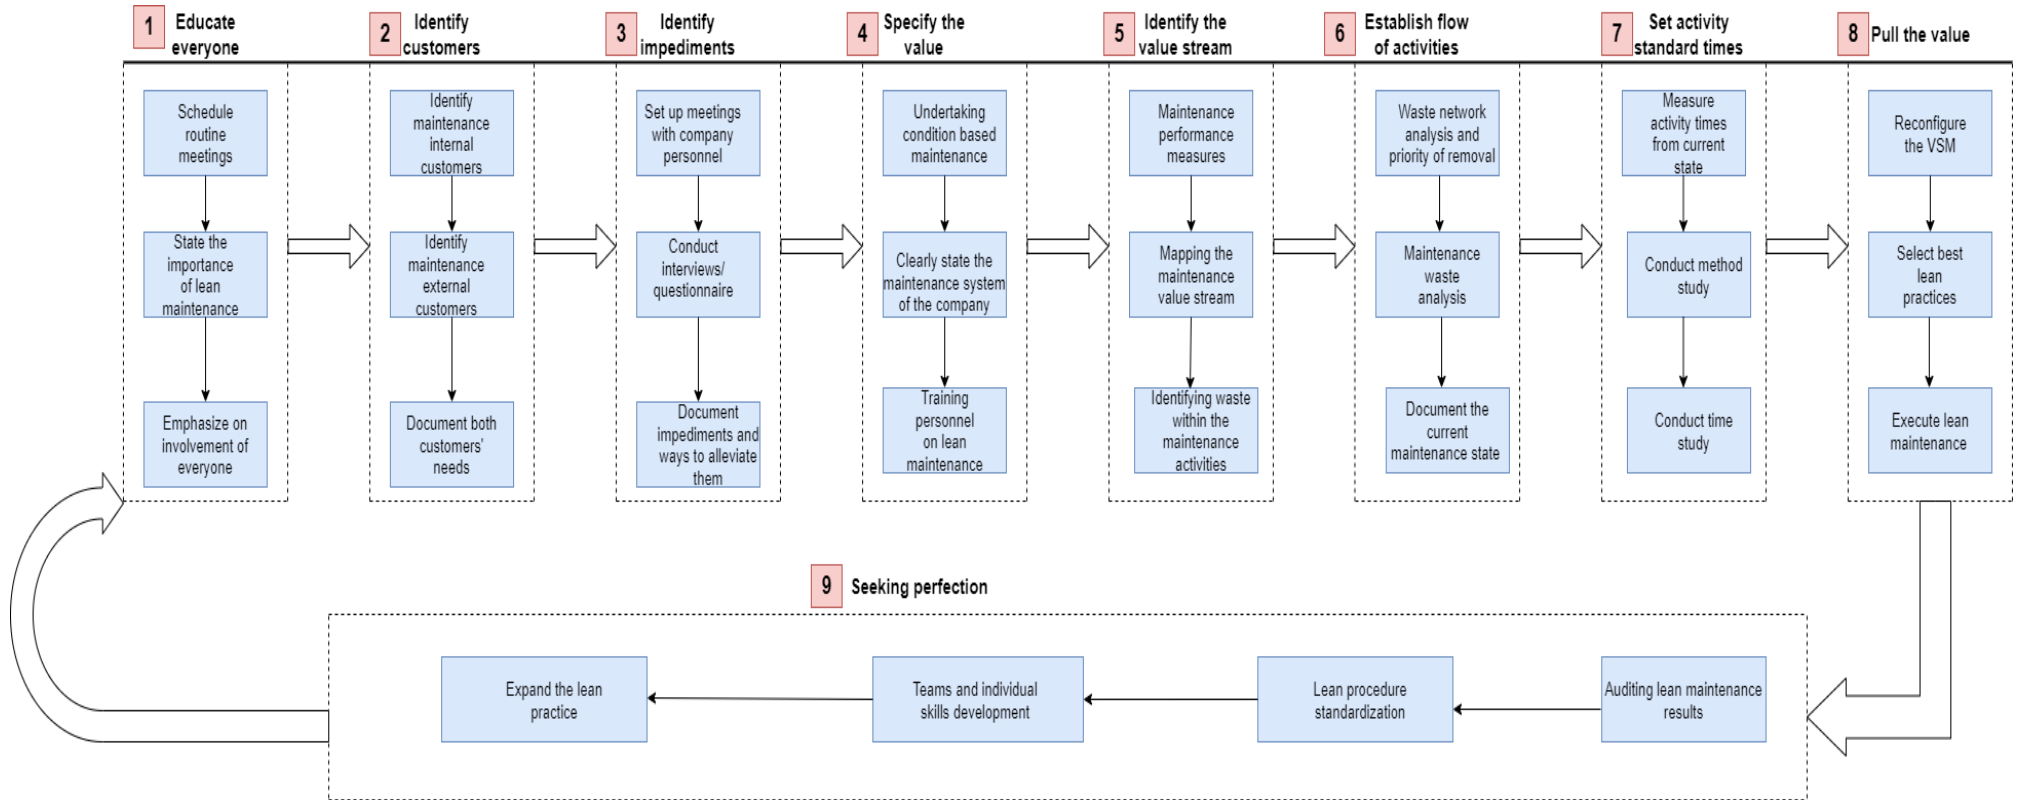 1
Educate
everyone
2
Identify
customers
3
Identify
impediments
4
Specify the
value
5
Identify the
value stream
6
Establish flow
of activities
7
Set activity
standard times
8
Pull the value
Schedule
routine
meetings
State the
importance
of lean
maintenance
Emphasize on
involvement of
everyone
Identify
maintenance
internal
customers
Identify
maintenance
external
customers
Document both
customers'
needs
Set up meetings
with company
personnel
Conduct
interviews/
questionnaire
Document
impediments and
ways to alleviate
them
Undertaking
condition based
maintenance
Clearly state the
maintenance system
of the company
Training
personnel
on lean
maintenance
Maintenance
performance
measures
Mapping the
maintenance
value stream
Identifying waste
within the
maintenance
activities
Waste network
analysis and
priority of removal
Maintenance
waste
analysis
Document the
current
maintenance state
Measure
activity times
from current
state
Conduct method
study
Conduct time
study
Reconfigure
the VSM
Select best
lean
practices
Execute lean
maintenance
9
Seeking perfection
Expand the lean
practice
Teams and individual
skills development
Lean procedure
standardization
Auditing lean maintenance
results